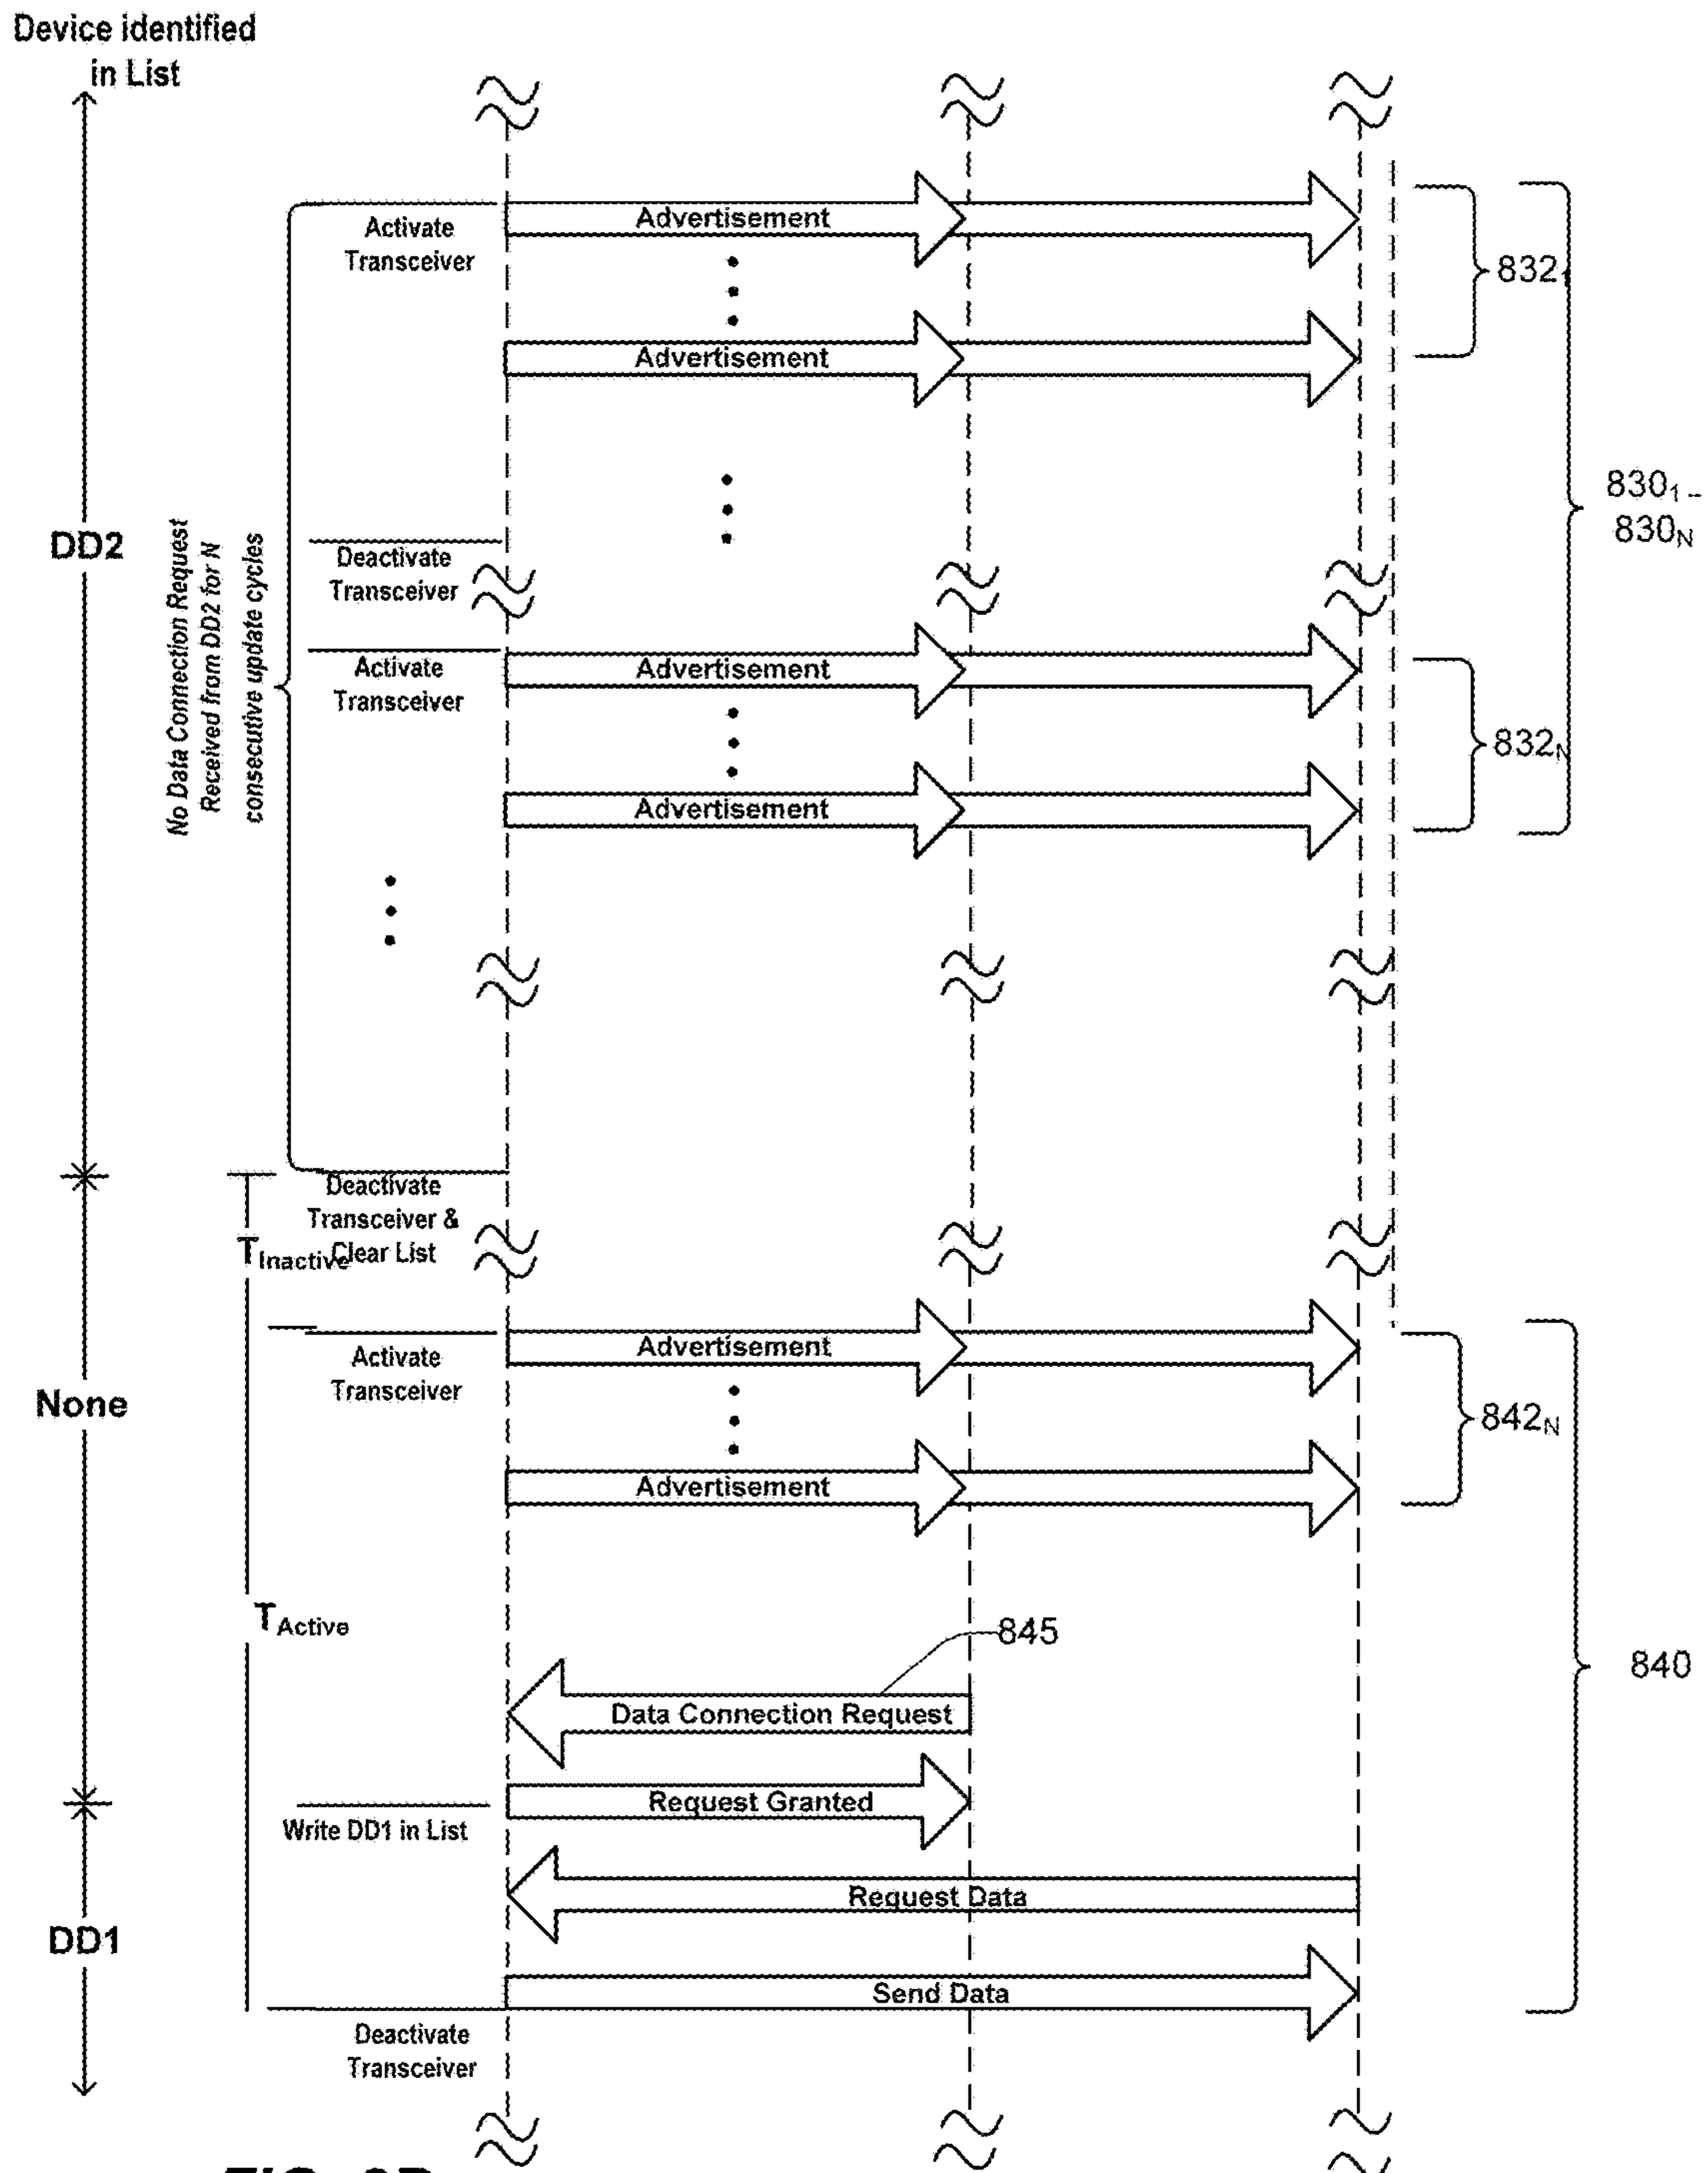 Device identified
in List
Activate
Transceiver
Advertisement
832
Advertisement
830₁ –
830N
DD2
No Data Connection Request
Received from DD2 for N
consecutive update cycles
Deactivate
Transceiver
Activate
Transceiver
Advertisement
832N
Advertisement
Deactivate
Transceiver &
Clear List
TInactive
Activate
Transceiver
Advertisement
None
842N
Advertisement
TActive
845
840
Data Connection Request
Request Granted
Write DD1 in List
Request Data
DD1
Send Data
Deactivate
Transceiver